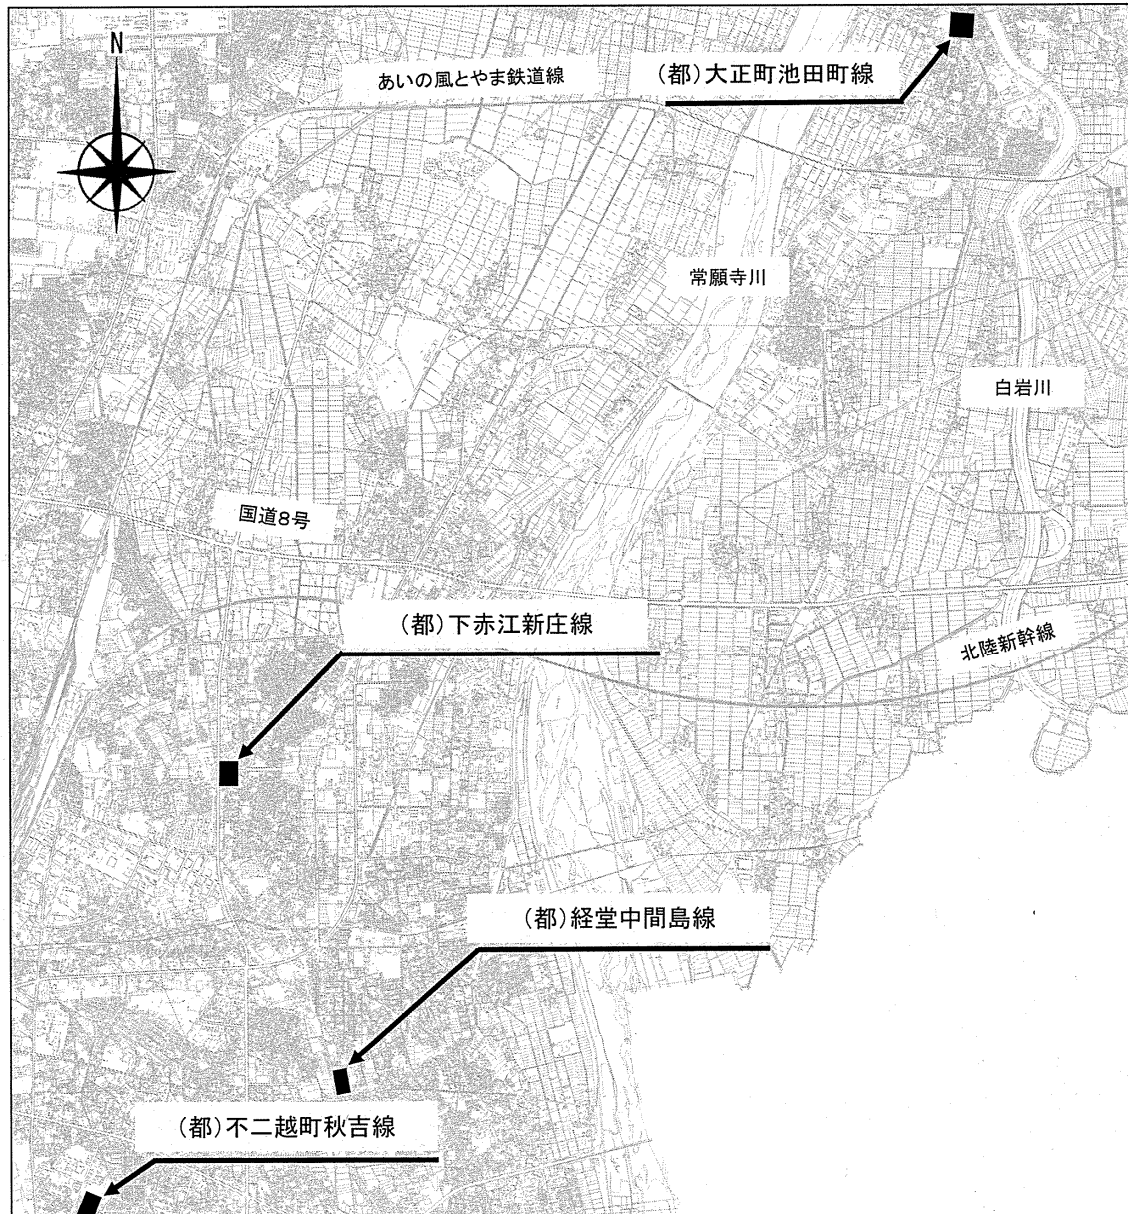 N
あいの風とやま鉄道線
（都）大正町池田町線
常願寺川
白岩川
国道8号
（都）下赤江新庄線
北陸新幹線
（都）経堂中間島線
（都）不二越町秋吉線